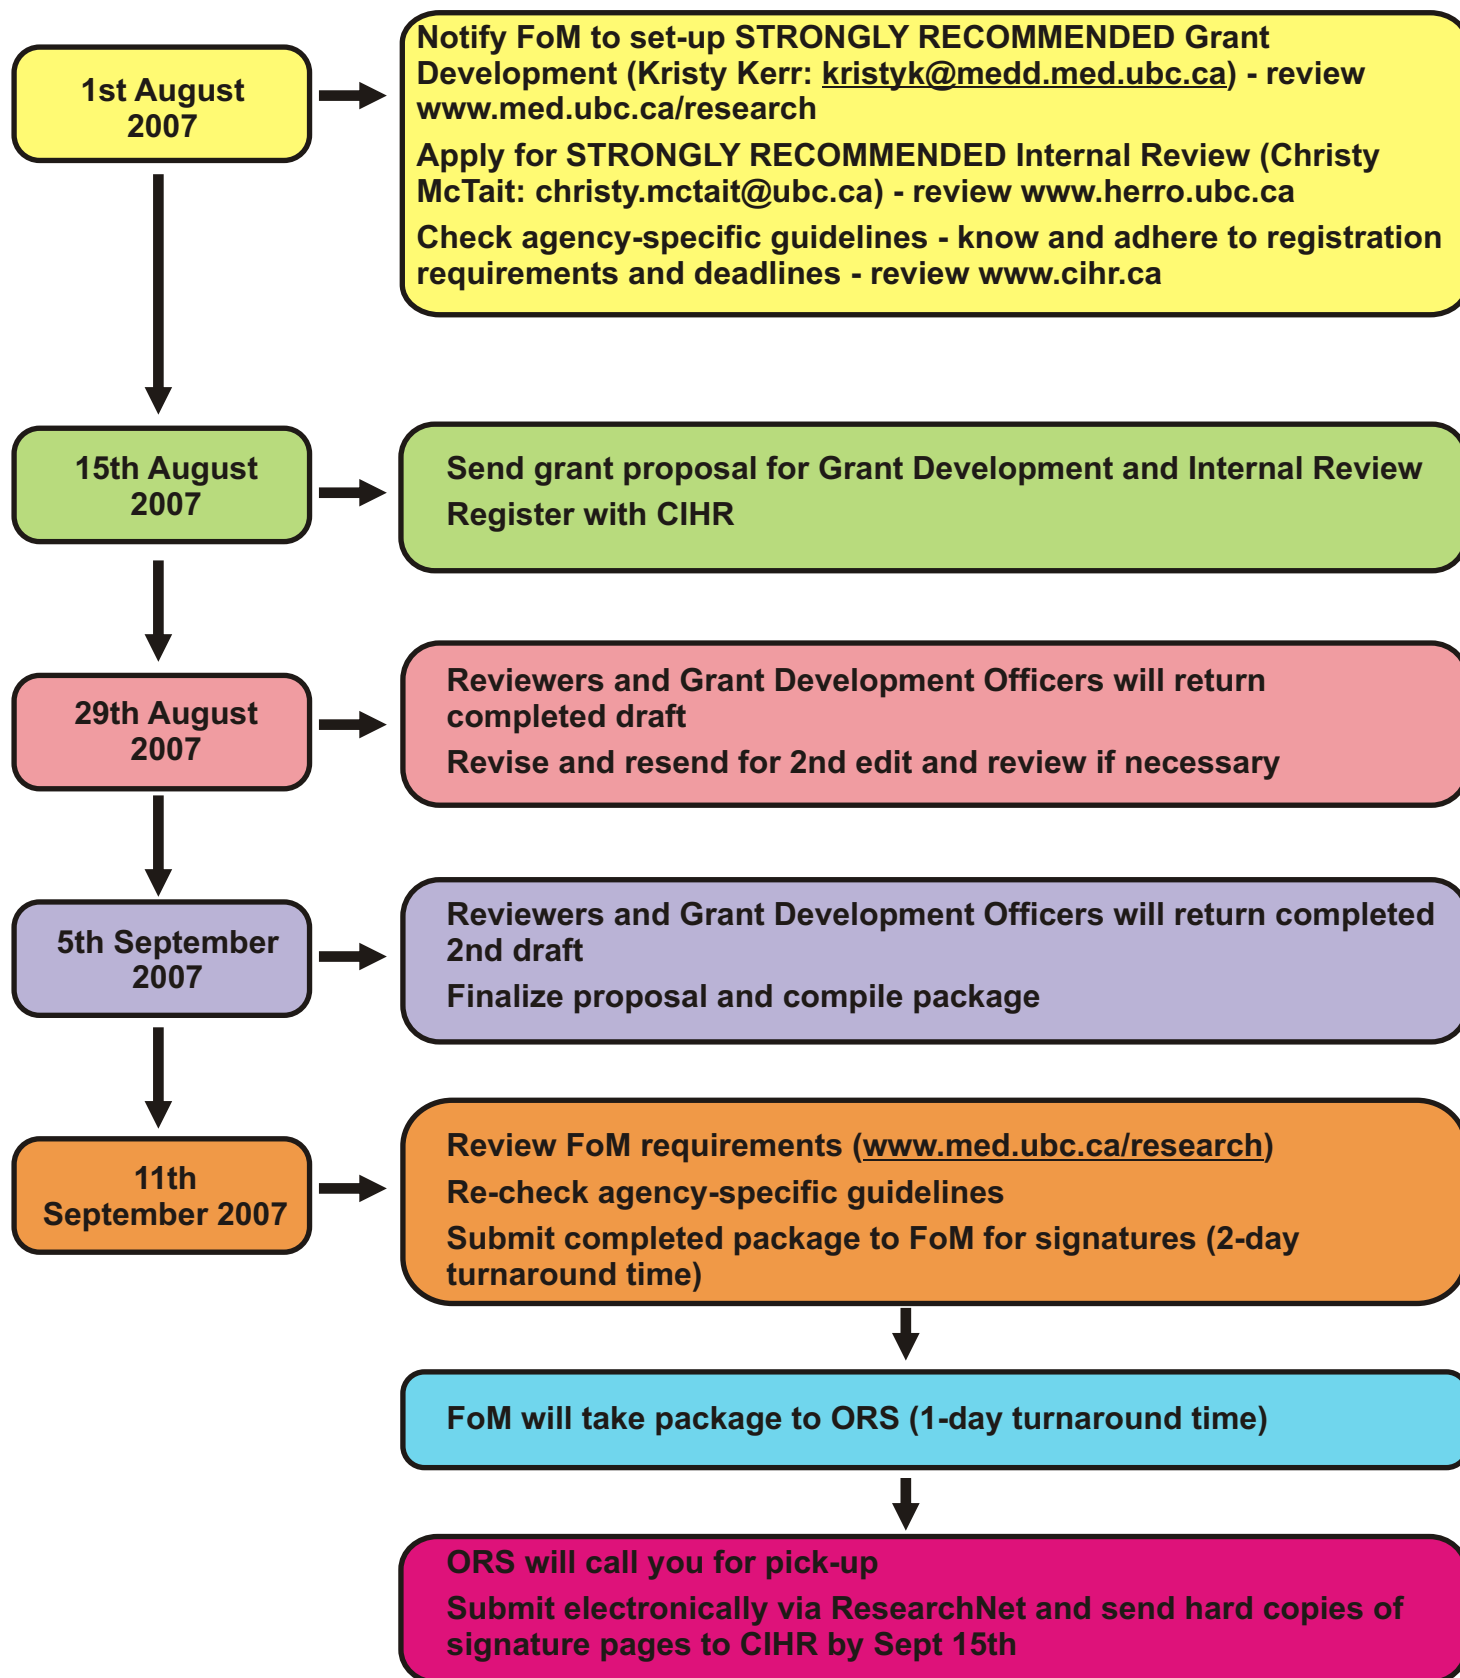 1st August
2007
Notify FoM to set-up STRONGLY RECOMMENDED Grant
Development (Kristy Kerr: kristyk@medd.med.ubc.ca) - review
www.med.ubc.ca/research
Apply for STRONGLY RECOMMENDED Internal Review (Christy
McTait: christy.mctait@ubc.ca) - review www.herro.ubc.ca
Check agency-specific guidelines - know and adhere to registration
requirements and deadlines - review www.cihr.ca
15th August
2007
Send grant proposal for Grant Development and Internal Review
Register with CIHR
29th August
2007
Reviewers and Grant Development Officers will return
completed draft
Revise and resend for 2nd edit and review if necessary
5th September
2007
Reviewers and Grant Development Officers will return completed
2nd draft
Finalize proposal and compile package
11th
September 2007
Review FoM requirements (www.med.ubc.ca/research)
Re-check agency-specific guidelines
Submit completed package to FoM for signatures (2-day
turnaround time)
FoM will take package to ORS (1-day turnaround time)
ORS will call you for pick-up
Submit electronically via ResearchNet and send hard copies of
signature pages to CIHR by Sept 15th